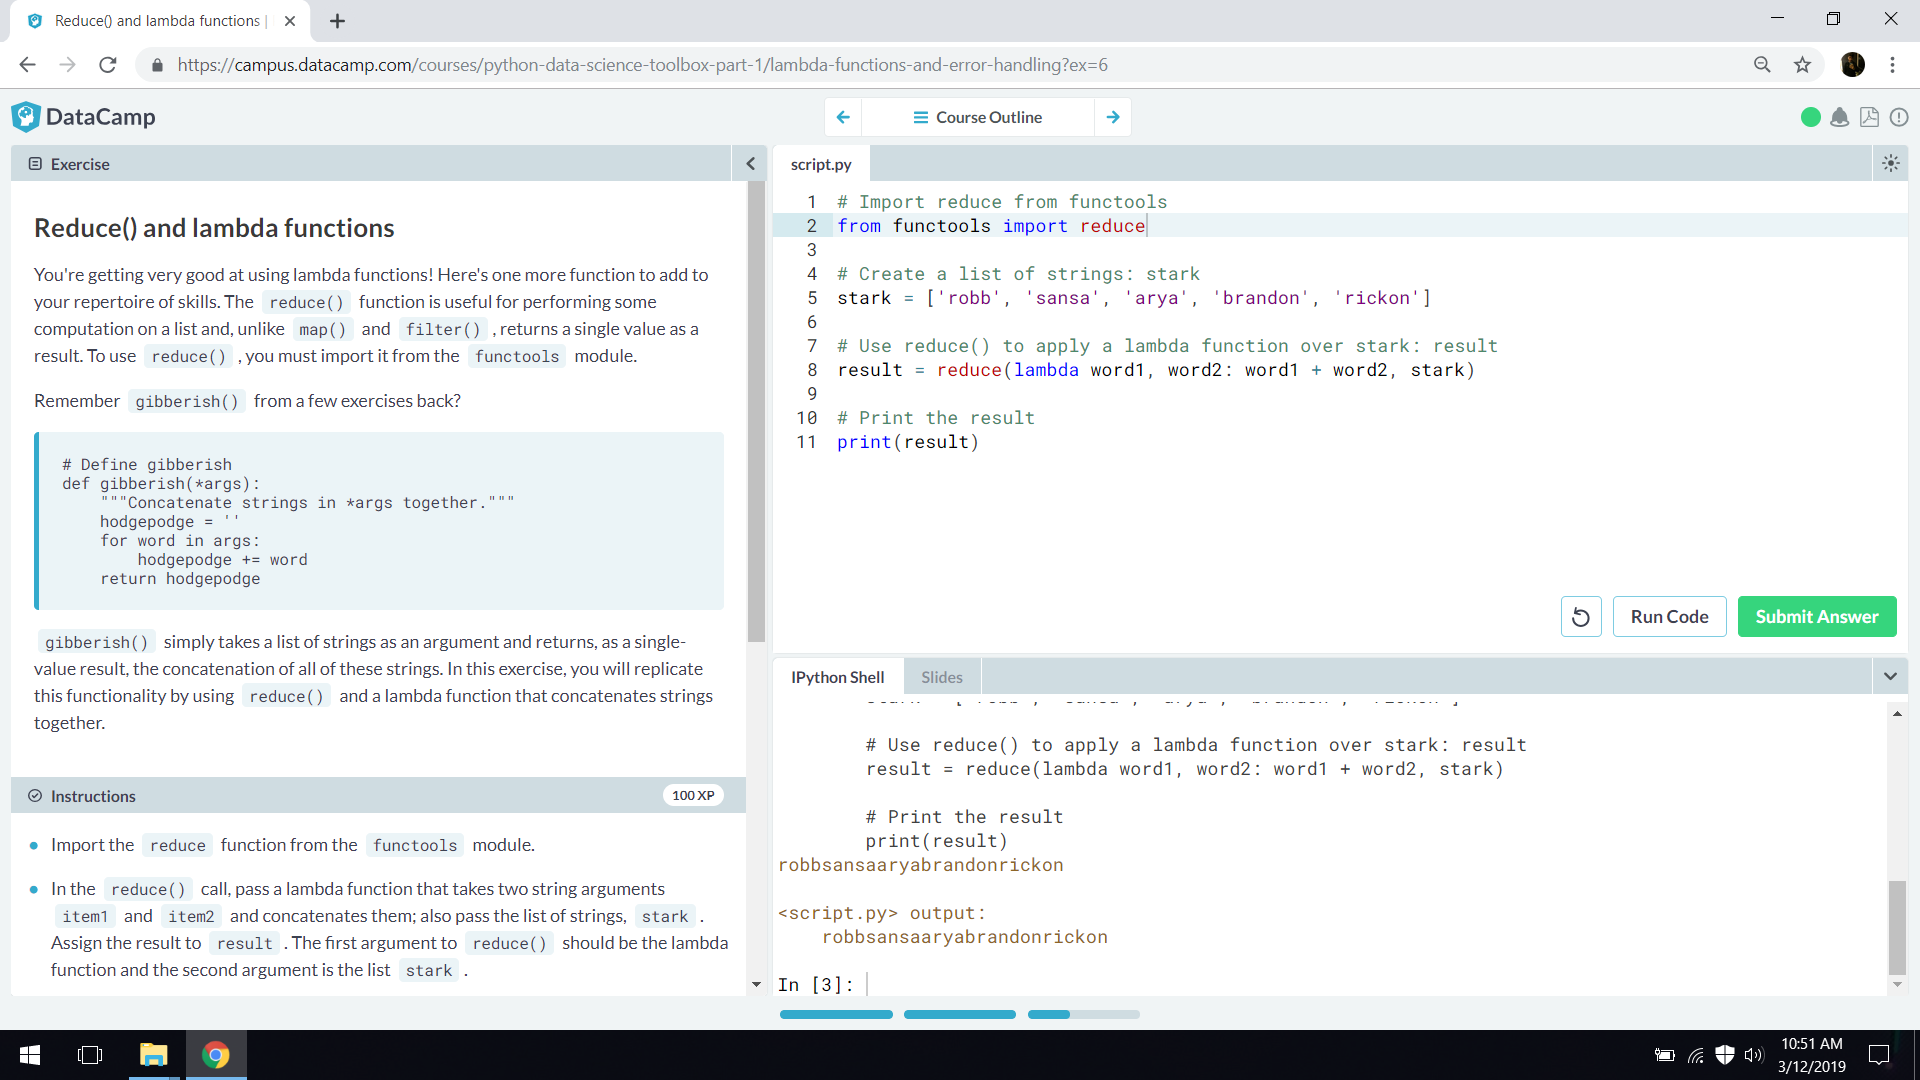 Reduce() and lambda functions |
https://campus.datacamp.com/courses/python-data-science-toolbox-part-1/lambda-functions-and-error-handling?ex=6
DataCamp
Course Outline
Exercise
Reduce() and lambda functions
You're getting very good at using lambda functions! Here's one more function to add to
your repertoire of skills. The reduce() function is useful for performing some
computation on a list and, unlike map() and filter() , returns a single value as a
result. To use reduce() , you must import it from the functools module.
Remember gibberish() from a few exercises back?
# Define gibberish
def gibberish(*args):
    """Concatenate strings in *args together."""
    hodgepodge = ''
    for word in args:
        hodgepodge += word
    return hodgepodge
gibberish() simply takes a list of strings as an argument and returns, as a single-
value result, the concatenation of all of these strings. In this exercise, you will replicate
this functionality by using reduce() and a lambda function that concatenates strings
together.
Instructions
100 XP
Import the reduce function from the functools module.
In the reduce() call, pass a lambda function that takes two string arguments
item1 and item2 and concatenates them; also pass the list of strings, stark .
Assign the result to result . The first argument to reduce() should be the lambda
function and the second argument is the list stark .
script.py
1 # Import reduce from functools
2 from functools import reduce
3
4 # Create a list of strings: stark
5 stark = ['robb', 'sansa', 'arya', 'brandon', 'rickon']
6
7 # Use reduce() to apply a lambda function over stark: result
8 result = reduce(lambda word1, word2: word1 + word2, stark)
9
10 # Print the result
11 print(result)
Run Code
Submit Answer
IPython Shell
Slides
stark = ['robb', 'sansa', 'arya', 'brandon', 'rickon']
# Use reduce() to apply a lambda function over stark: result
result = reduce(lambda word1, word2: word1 + word2, stark)
# Print the result
print(result)
robbsansaaryabrandonrickon
<script.py> output:
    robbsansaaryabrandonrickon
In [3]:
10:51 AM
3/12/2019